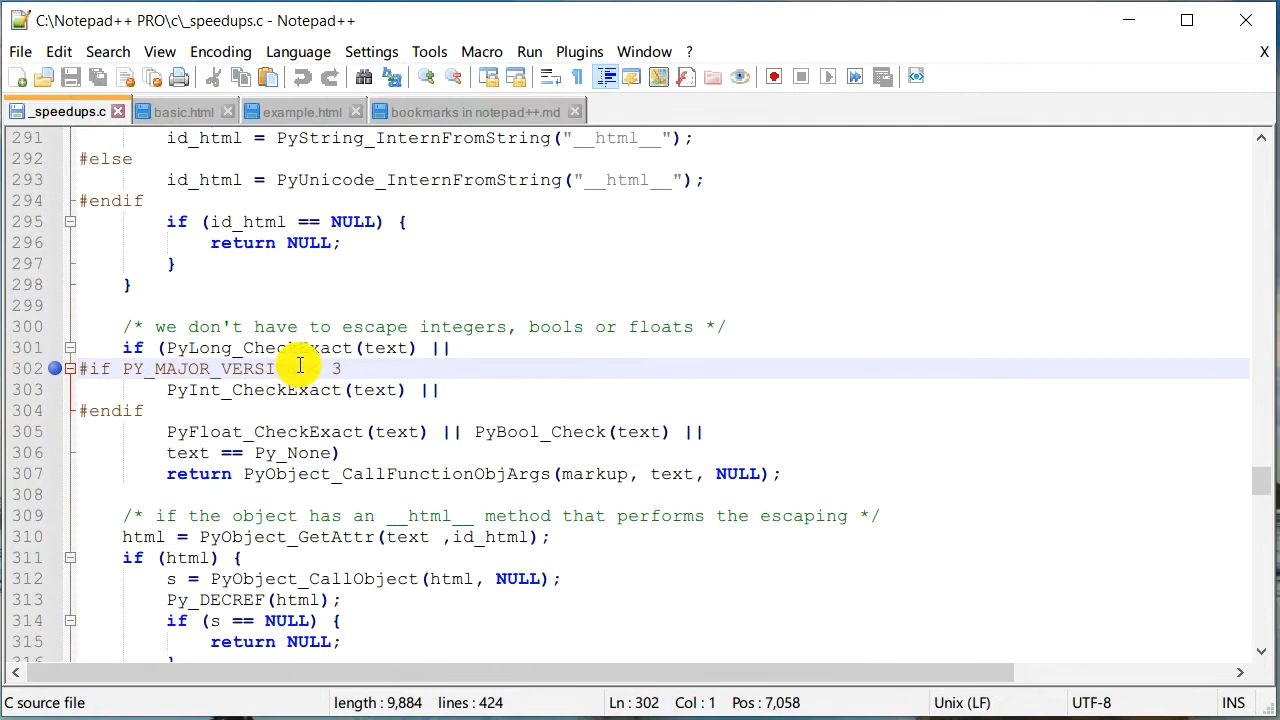 C:\Notepad++ PRO\c\_speedups.c - Notepad++
File Edit Search View Encoding Language Settings Tools Macro Run Plugins Window ? X
_speedups.c basic.html example.html bookmarks in notepad++.md
291 id_html = PyString_InternFromString("__html__");
292 #else
293 id_html = PyUnicode_InternFromString("__html__");
294 #endif
295 if (id_html == NULL) {
296 return NULL;
297 }
298 }
299
300 /* we don't have to escape integers, bools or floats */
301 if (PyLong_CheckExact(text) ||
302 #if PY_MAJOR_VERSION 3
303 PyInt_CheckExact(text) ||
304 #endif
305 PyFloat_CheckExact(text) || PyBool_Check(text) ||
306 text == Py_None)
307 return PyObject_CallFunctionObjArgs(markup, text, NULL);
308
309 /* if the object has an __html__ method that performs the escaping */
310 html = PyObject_GetAttr(text ,id_html);
311 if (html) {
312 s = PyObject_CallObject(html, NULL);
313 Py_DECREF(html);
314 if (s == NULL) {
315 return NULL;
316 }
C source file length : 9,884 lines : 424 Ln : 302 Col : 1 Pos : 7,058 Unix (LF) UTF-8 INS